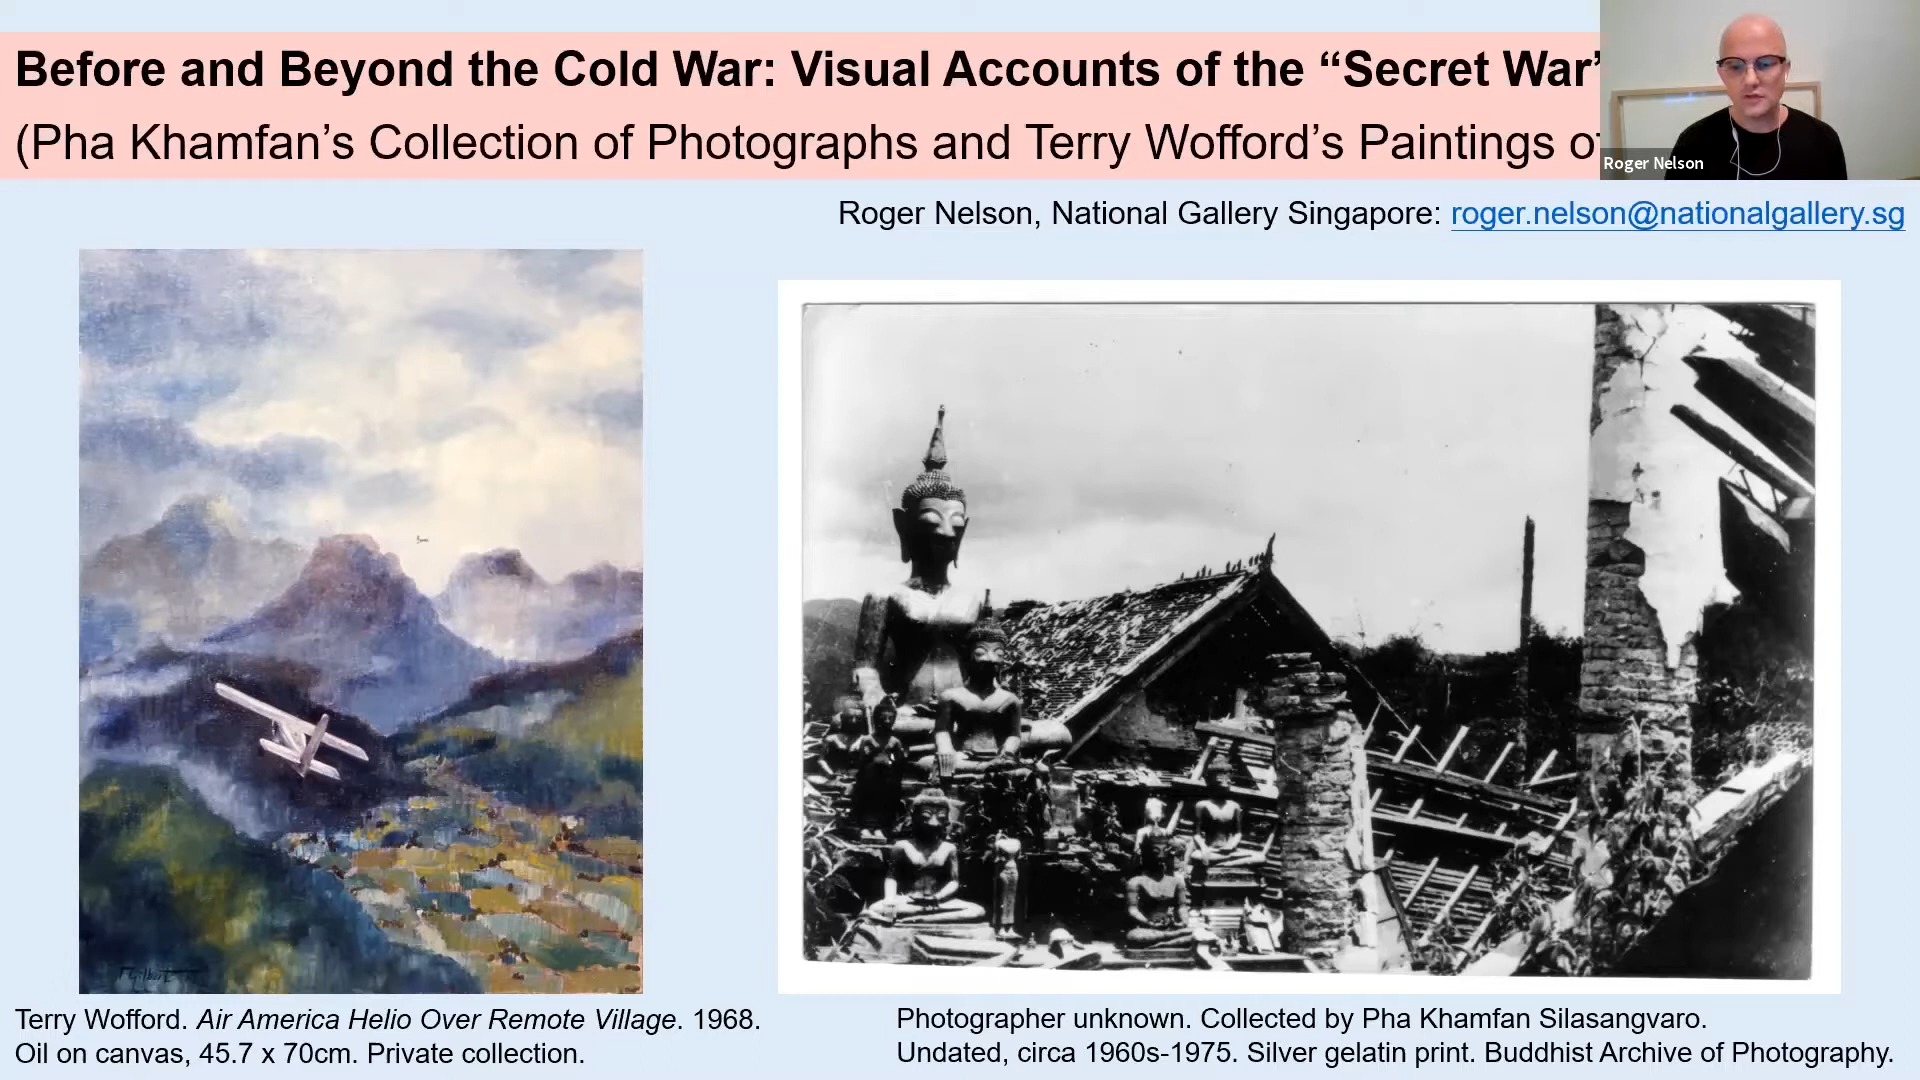 Before and Beyond the Cold War: Visual Accounts of the “Secret War”
(Pha Khamfan’s Collection of Photographs and Terry Wofford’s Paintings of
Roger Nelson
Roger Nelson, National Gallery Singapore: roger.nelson@nationalgallery.sg
Terry Wofford. Air America Helio Over Remote Village. 1968.
Oil on canvas, 45.7 x 70cm. Private collection.
Photographer unknown. Collected by Pha Khamfan Silasangvaro.
Undated, circa 1960s-1975. Silver gelatin print. Buddhist Archive of Photography.